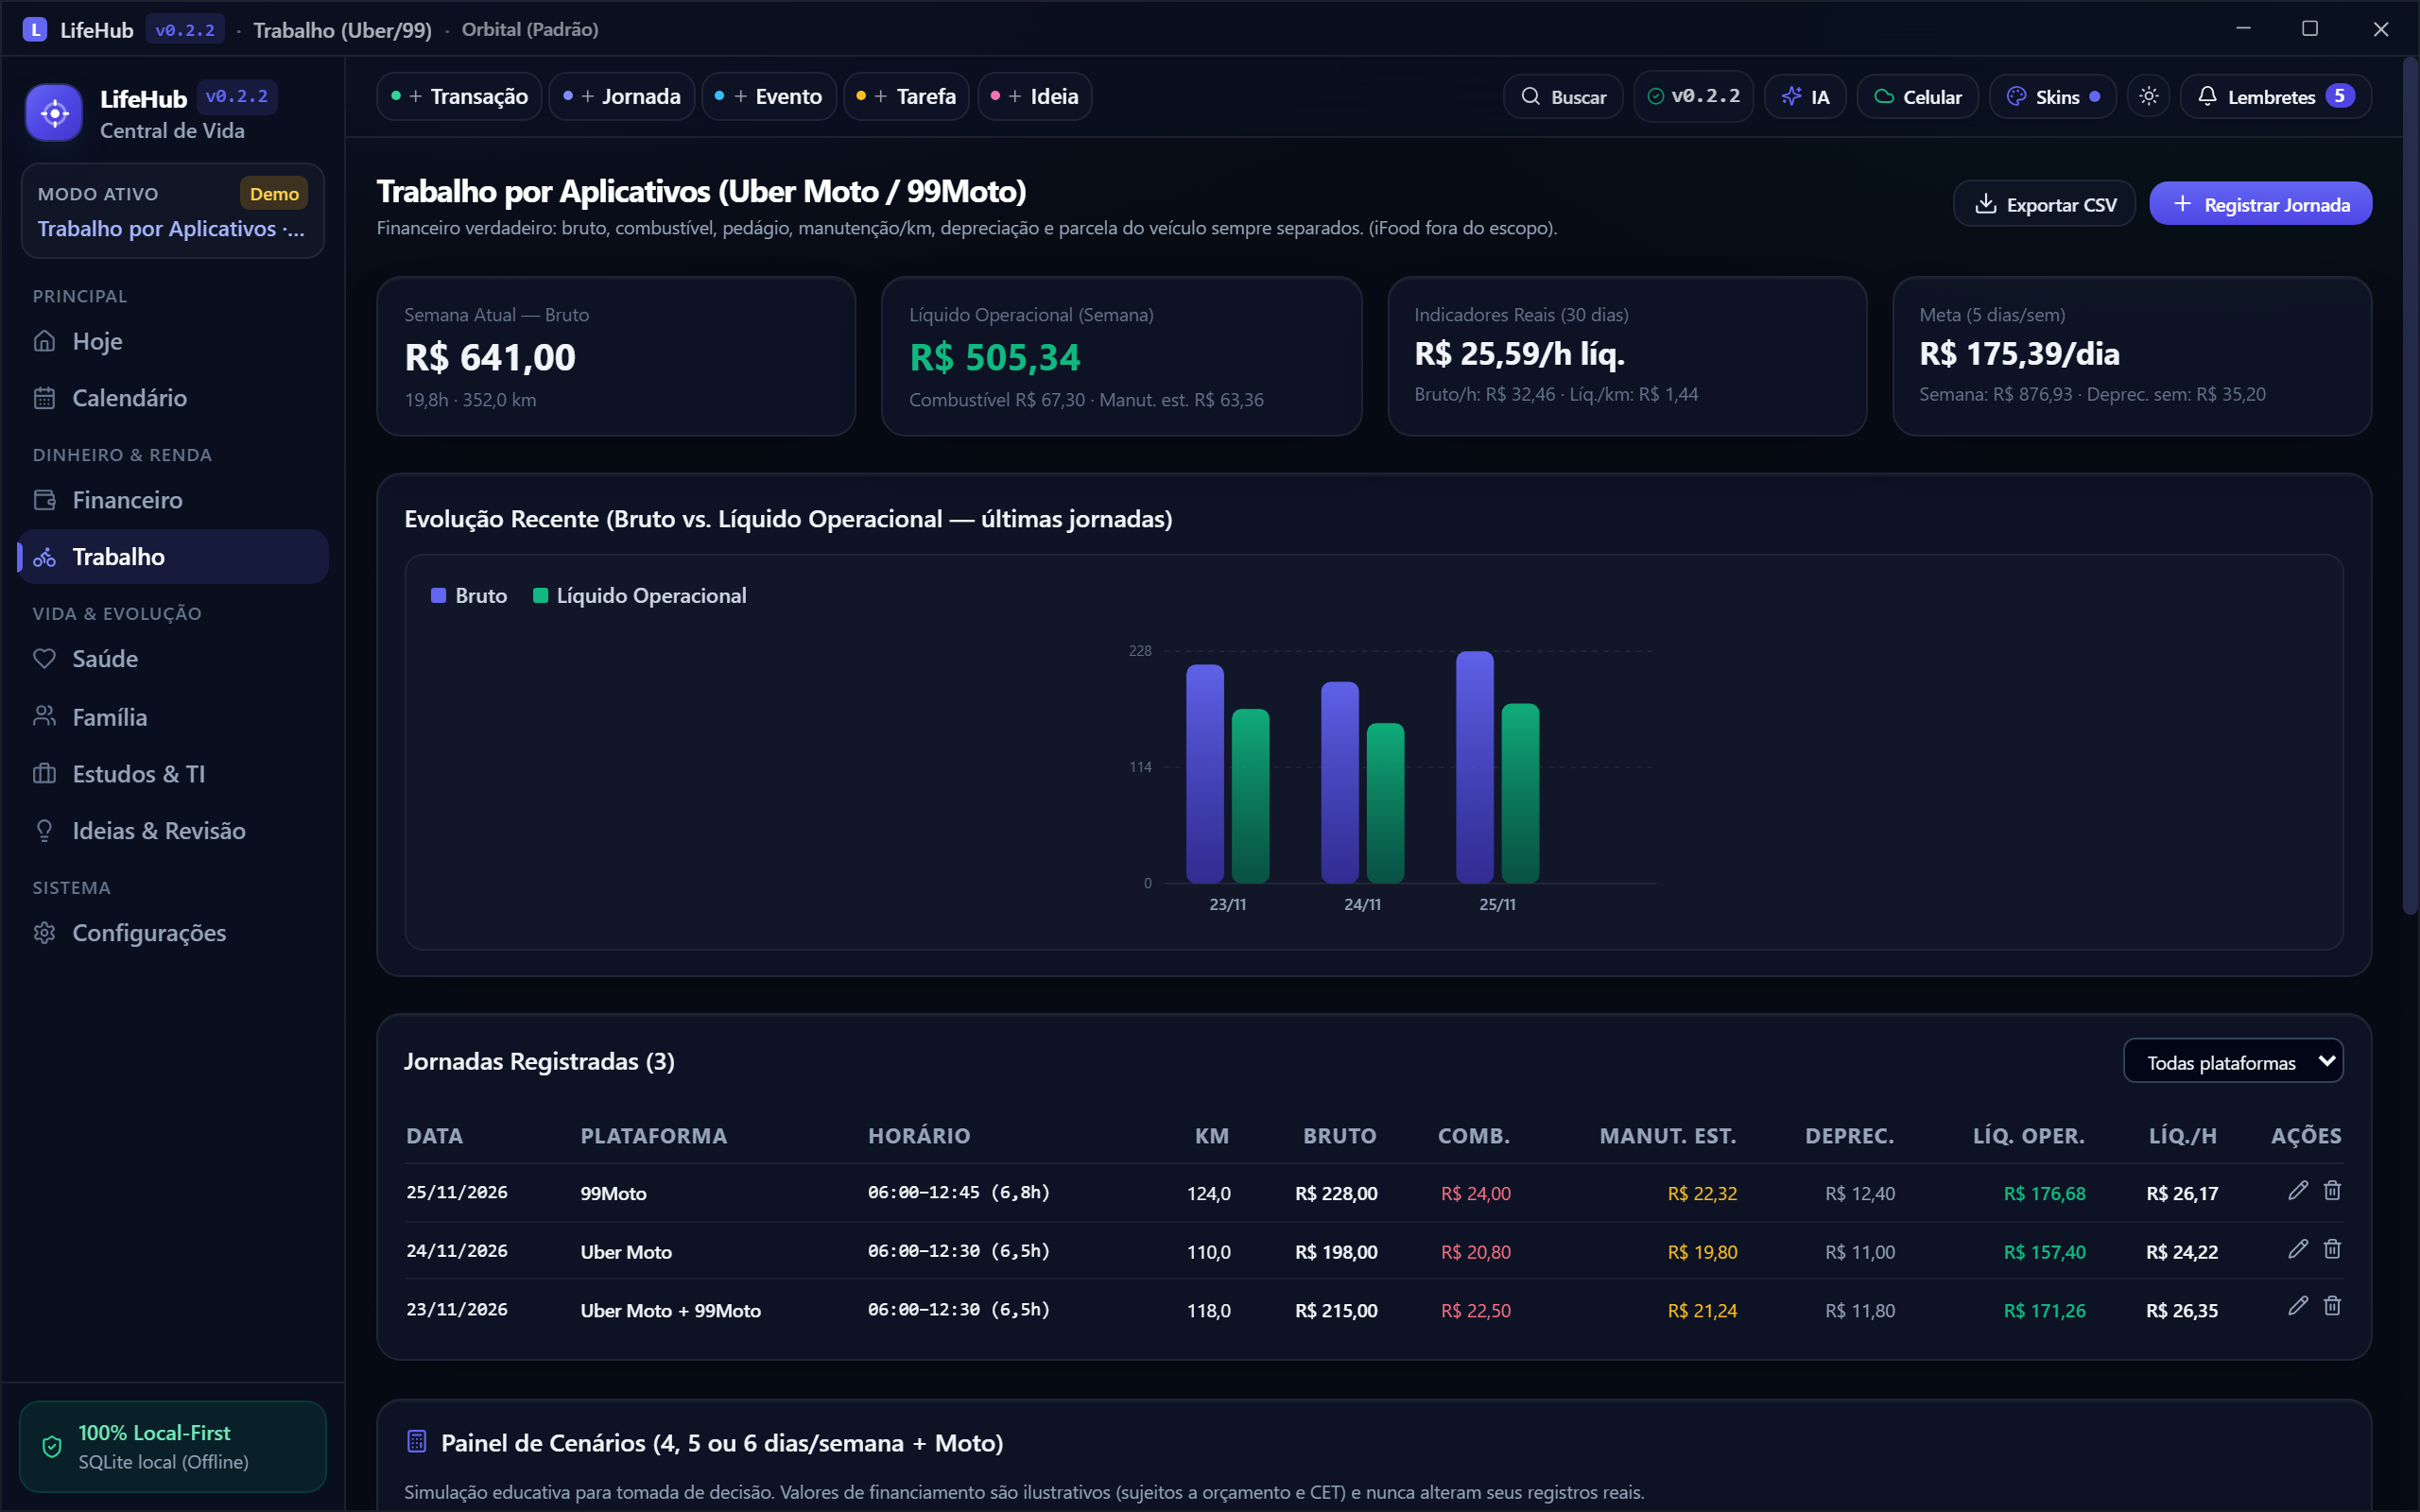 L LifeHub v0.2.2 · Trabalho (Uber/99) · Orbital (Padrão)
LifeHub v0.2.2
Central de Vida
MODO ATIVO Demo
Trabalho por Aplicativos ·...
PRINCIPAL
Hoje
Calendário
DINHEIRO & RENDA
Financeiro
Trabalho
VIDA & EVOLUÇÃO
Saúde
Família
Estudos & TI
Ideias & Revisão
SISTEMA
Configurações
100% Local-First
SQLite local (Offline)
+ Transação + Jornada + Evento + Tarefa + Ideia Buscar v0.2.2 IA Celular Skins Lembretes 5
Trabalho por Aplicativos (Uber Moto / 99Moto)
Financeiro verdadeiro: bruto, combustível, pedágio, manutenção/km, depreciação e parcela do veículo sempre separados. (iFood fora do escopo).
Exportar CSV + Registrar Jornada
Semana Atual — Bruto
R$ 641,00
19,8h · 352,0 km
Líquido Operacional (Semana)
R$ 505,34
Combustível R$ 67,30 · Manut. est. R$ 63,36
Indicadores Reais (30 dias)
R$ 25,59/h líq.
Bruto/h: R$ 32,46 · Líq./km: R$ 1,44
Meta (5 dias/sem)
R$ 175,39/dia
Semana: R$ 876,93 · Deprec. sem: R$ 35,20
Evolução Recente (Bruto vs. Líquido Operacional — últimas jornadas)
Bruto Líquido Operacional
228
114
0
23/11 24/11 25/11
Jornadas Registradas (3) Todas plataformas
DATA PLATAFORMA HORÁRIO KM BRUTO COMB. MANUT. EST. DEPREC. LÍQ. OPER. LÍQ./H AÇÕES
25/11/2026 99Moto 06:00–12:45 (6,8h) 124,0 R$ 228,00 R$ 24,00 R$ 22,32 R$ 12,40 R$ 176,68 R$ 26,17
24/11/2026 Uber Moto 06:00–12:30 (6,5h) 110,0 R$ 198,00 R$ 20,80 R$ 19,80 R$ 11,00 R$ 157,40 R$ 24,22
23/11/2026 Uber Moto + 99Moto 06:00–12:30 (6,5h) 118,0 R$ 215,00 R$ 22,50 R$ 21,24 R$ 11,80 R$ 171,26 R$ 26,35
Painel de Cenários (4, 5 ou 6 dias/semana + Moto)
Simulação educativa para tomada de decisão. Valores de financiamento são ilustrativos (sujeitos a orçamento e CET) e nunca alteram seus registros reais.